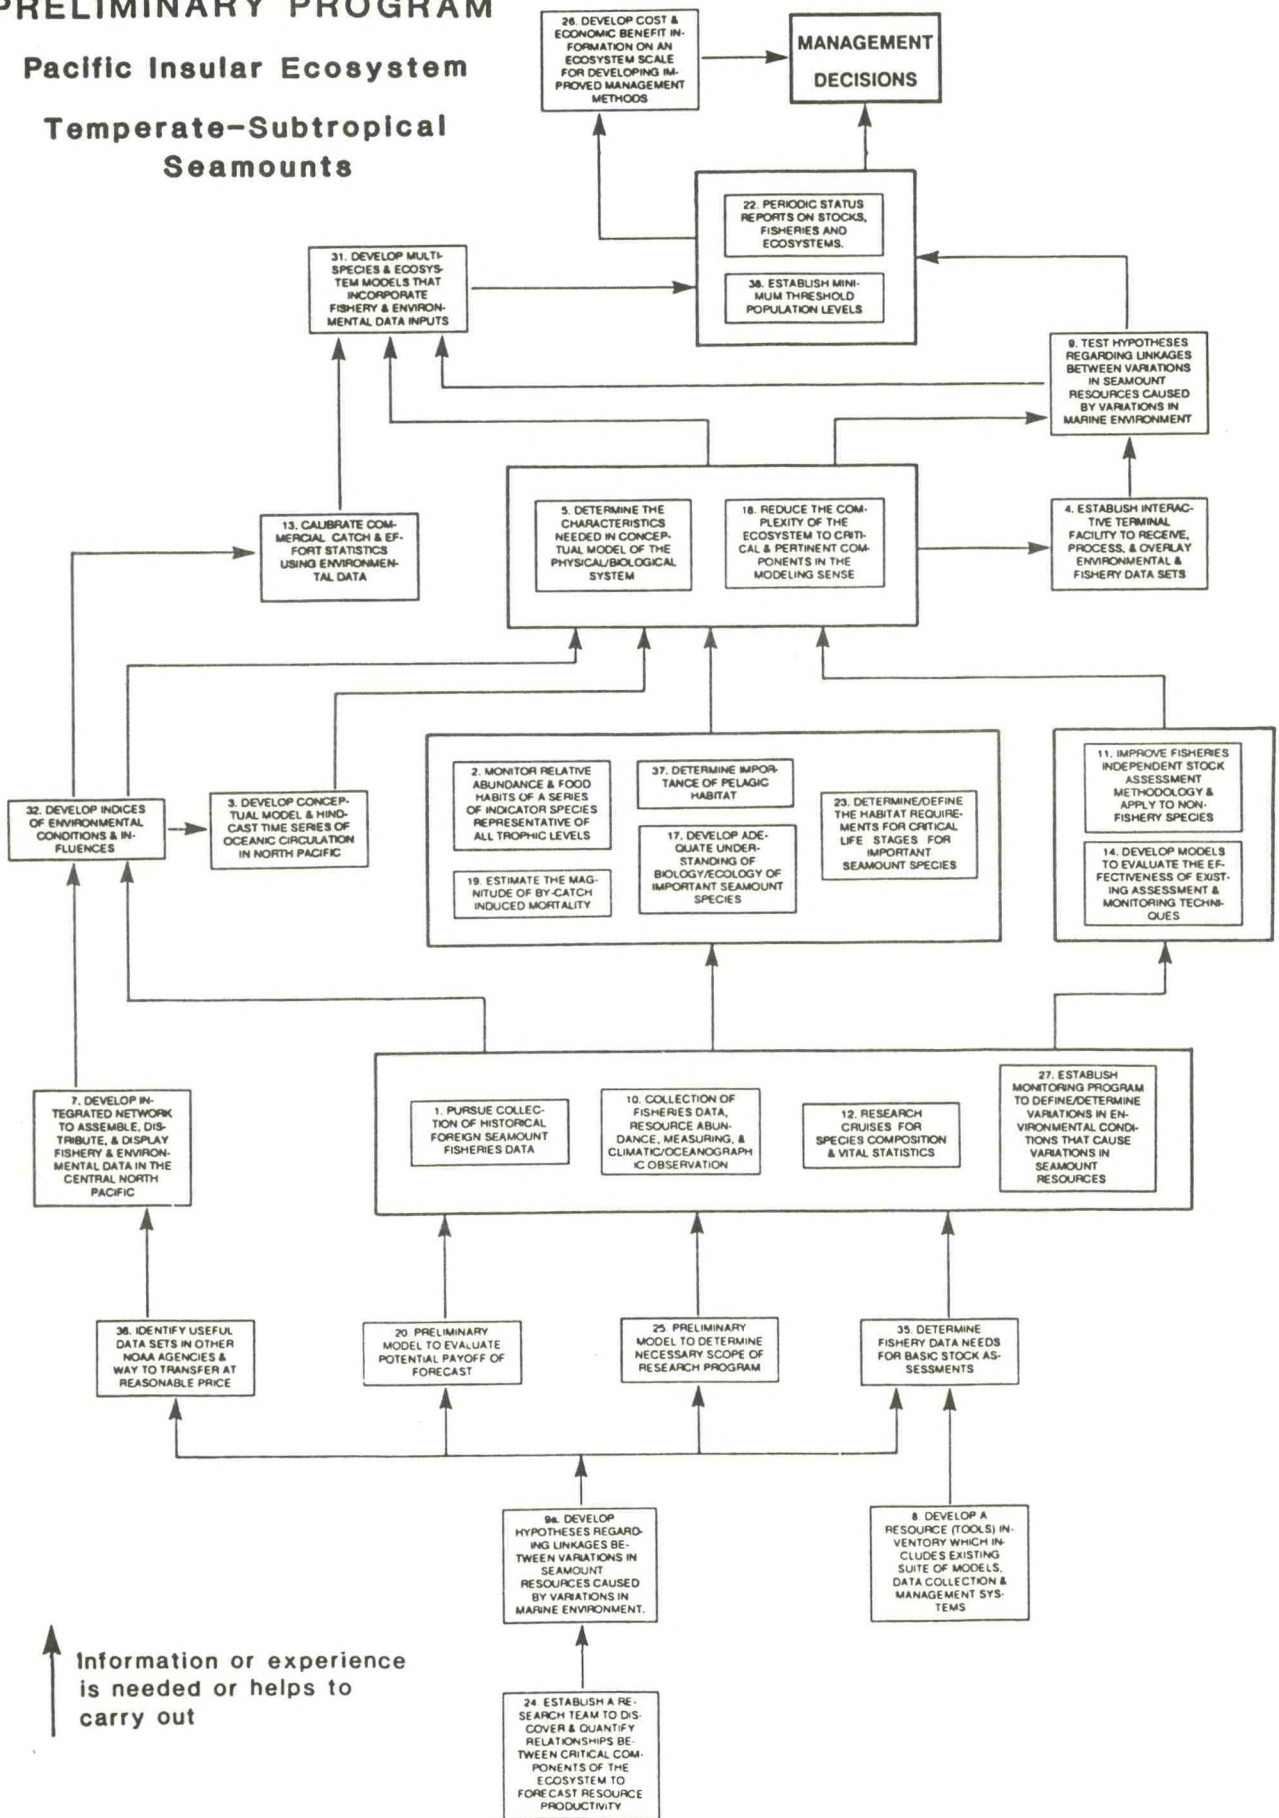 PRELIMINARY PROGRAM
Pacific Insular Ecosystem
Temperate-Subtropical
Seamounts
26. DEVELOP COST &
ECONOMIC BENEFIT IN-
FORMATION ON AN
ECOSYSTEM SCALE
FOR DEVELOPING IM-
PROVED MANAGEMENT
METHODS
MANAGEMENT
DECISIONS
22. PERIODIC STATUS
REPORTS ON STOCKS,
FISHERIES AND
ECOSYSTEMS.
38. ESTABLISH MINI-
MUM THRESHOLD
POPULATION LEVELS
31. DEVELOP MULTI-
SPECIES & ECOSYS-
TEM MODELS THAT
INCORPORATE
FISHERY & ENVIRON-
MENTAL DATA INPUTS
9. TEST HYPOTHESES
REGARDING LINKAGES
BETWEEN VARIATIONS
IN SEAMOUNT
RESOURCES CAUSED
BY VARIATIONS IN
MARINE ENVIRONMENT
13. CALIBRATE COM-
MERCIAL CATCH & EF-
FORT STATISTICS
USING ENVIRONMEN-
TAL DATA
5. DETERMINE THE
CHARACTERISTICS
NEEDED IN CONCEP-
TUAL MODEL OF THE
PHYSICAL/BIOLOGICAL
SYSTEM
18. REDUCE THE COM-
PLEXITY OF THE
ECOSYSTEM TO CRITI-
CAL & PERTINENT COM-
PONENTS IN THE
MODELING SENSE
4. ESTABLISH INTERAC-
TIVE TERMINAL
FACILITY TO RECEIVE,
PROCESS, & OVERLAY
ENVIRONMENTAL &
FISHERY DATA SETS
32. DEVELOP INDICES
OF ENVIRONMENTAL
CONDITIONS & IN-
FLUENCES
3. DEVELOP CONCEP-
TUAL MODEL & HIND-
CAST TIME SERIES OF
OCEANIC CIRCULATION
IN NORTH PACIFIC
2. MONITOR RELATIVE
ABUNDANCE & FOOD
HABITS OF A SERIES
OF INDICATOR SPECIES
REPRESENTATIVE OF
ALL TROPHIC LEVELS
19. ESTIMATE THE MAG-
NITUDE OF BY-CATCH
INDUCED MORTALITY
37. DETERMINE IMPOR-
TANCE OF PELAGIC
HABITAT
17. DEVELOP ADE-
QUATE UNDER-
STANDING OF
BIOLOGY/ECOLOGY OF
IMPORTANT SEAMOUNT
SPECIES
23. DETERMINE/DEFINE
THE HABITAT REQUIRE-
MENTS FOR CRITICAL
LIFE STAGES FOR
IMPORTANT
SEAMOUNT SPECIES
11. IMPROVE FISHERIES
INDEPENDENT STOCK
ASSESSMENT
METHODOLOGY &
APPLY TO NON-
FISHERY SPECIES
14. DEVELOP MODELS
TO EVALUATE THE EF-
FECTIVENESS OF EXIST-
ING ASSESSMENT &
MONITORING TECHNI-
QUES
7. DEVELOP IN-
TEGRATED NETWORK
TO ASSEMBLE, DIS-
TRIBUTE, & DISPLAY
FISHERY & ENVIRON-
MENTAL DATA IN THE
CENTRAL NORTH
PACIFIC
1. PURSUE COLLEC-
TION OF HISTORICAL
FOREIGN SEAMOUNT
FISHERIES DATA
10. COLLECTION OF
FISHERIES DATA,
RESOURCE ABUN-
DANCE, MEASURING, &
CLIMATIC/OCEANOGRAPH
IC OBSERVATION
12. RESEARCH
CRUISES FOR
SPECIES COMPOSITION
& VITAL STATISTICS
27. ESTABLISH
MONITORING PROGRAM
TO DEFINE/DETERMINE
VARIATIONS IN EN-
VIRONMENTAL CONDI-
TIONS THAT CAUSE
VARIATIONS IN
SEAMOUNT
RESOURCES
36. IDENTIFY USEFUL
DATA SETS IN OTHER
NOAA AGENCIES &
WAY TO TRANSFER AT
REASONABLE PRICE
20. PRELIMINARY
MODEL TO EVALUATE
POTENTIAL PAYOFF OF
FORECAST
25. PRELIMINARY
MODEL TO DETERMINE
NECESSARY SCOPE OF
RESEARCH PROGRAM
35. DETERMINE
FISHERY DATA NEEDS
FOR BASIC STOCK AS-
SESSMENTS
9a. DEVELOP
HYPOTHESES REGARD-
ING LINKAGES BE-
TWEEN VARIATIONS IN
SEAMOUNT
RESOURCES CAUSED
BY VARIATIONS IN
MARINE ENVIRONMENT.
8. DEVELOP A
RESOURCE (TOOLS) IN-
VENTORY WHICH IN-
CLUDES EXISTING
SUITE OF MODELS,
DATA COLLECTION &
MANAGEMENT SYS-
TEMS
Information or experience
is needed or helps to
carry out
24. ESTABLISH A RE-
SEARCH TEAM TO DIS-
COVER & QUANTIFY
RELATIONSHIPS BE-
TWEEN CRITICAL COM-
PONENTS OF THE
ECOSYSTEM TO
FORECAST RESOURCE
PRODUCTIVITY